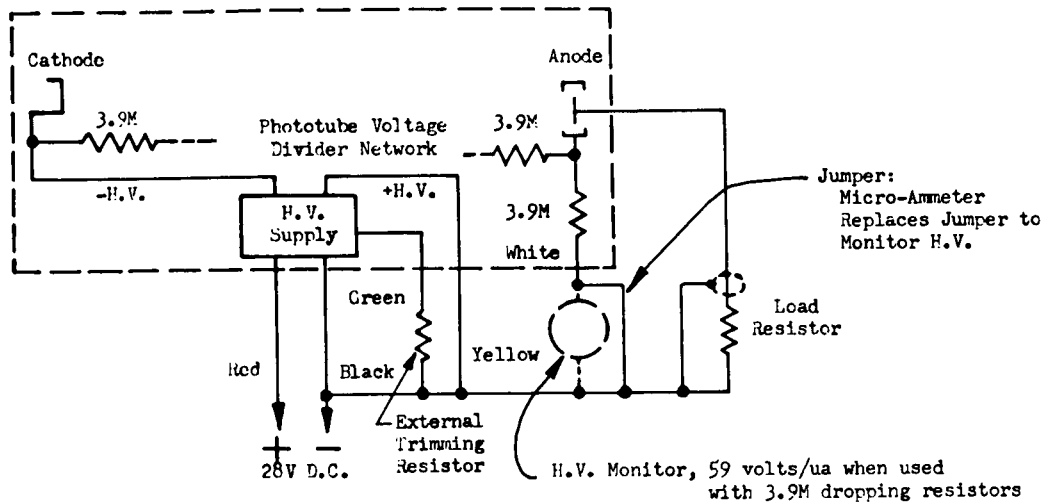 Cathode
Anode
3.9M
Phototube Voltage
Divider Network
3.9M
-H.V.
+H.V.
H.V.
Supply
3.9M
White
Jumper:
Micro-Ammeter
Replaces Jumper to
Monitor H.V.
Green
Load
Resistor
Red
Black
Yellow
External
Trimming
Resistor
+ −
28V D.C.
H.V. Monitor, 59 volts/ua when used
with 3.9M dropping resistors